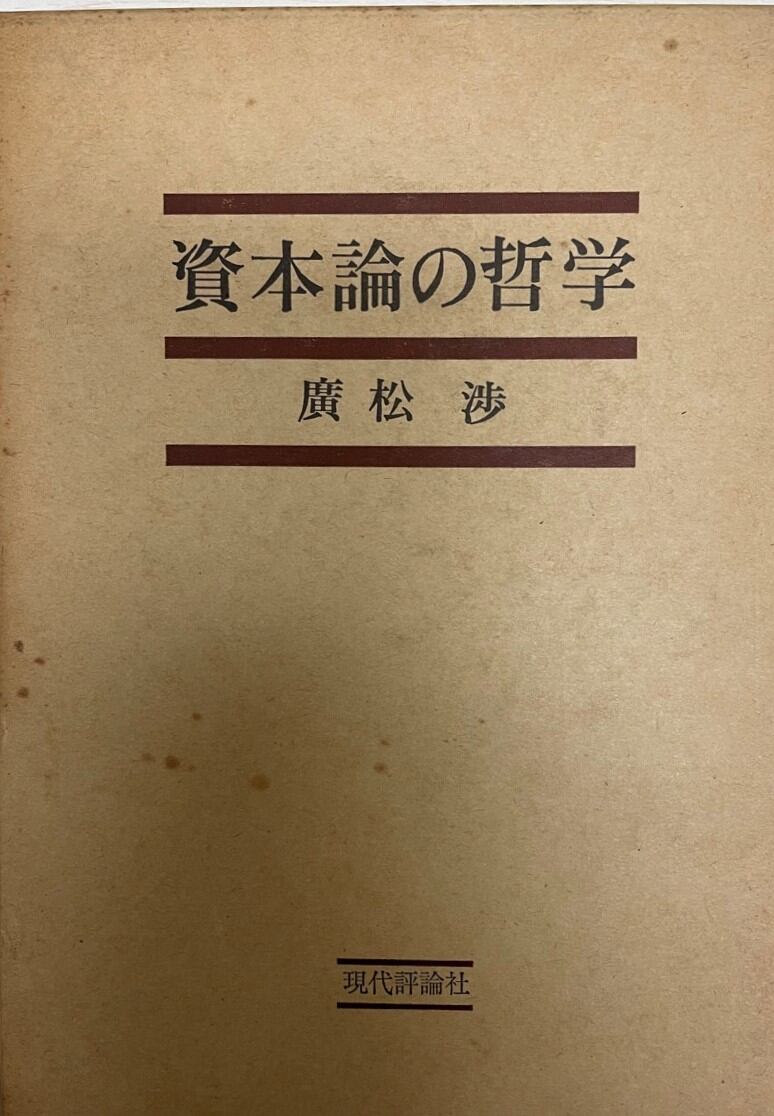 資本論の哲学
廣松 渉
現代評論社